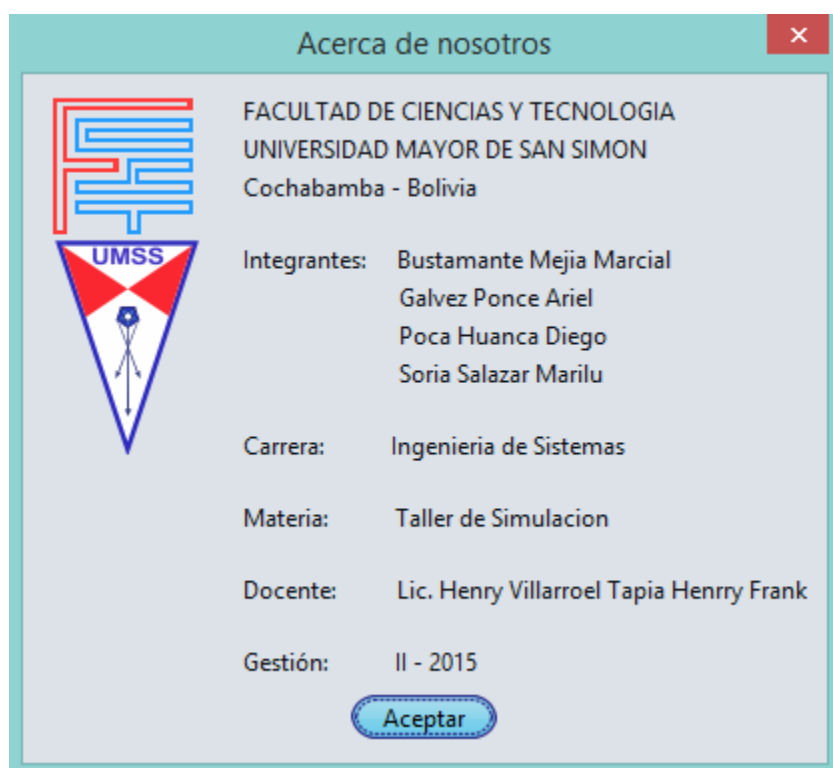 Acerca de nosotros
FACULTAD DE CIENCIAS Y TECNOLOGIA
UNIVERSIDAD MAYOR DE SAN SIMON
Cochabamba - Bolivia
UMSS
Integrantes: Bustamante Mejia Marcial
Galvez Ponce Ariel
Poca Huanca Diego
Soria Salazar Marilu
Carrera: Ingenieria de Sistemas
Materia: Taller de Simulacion
Docente: Lic. Henry Villarroel Tapia Henrry Frank
Gestión: II - 2015
Aceptar